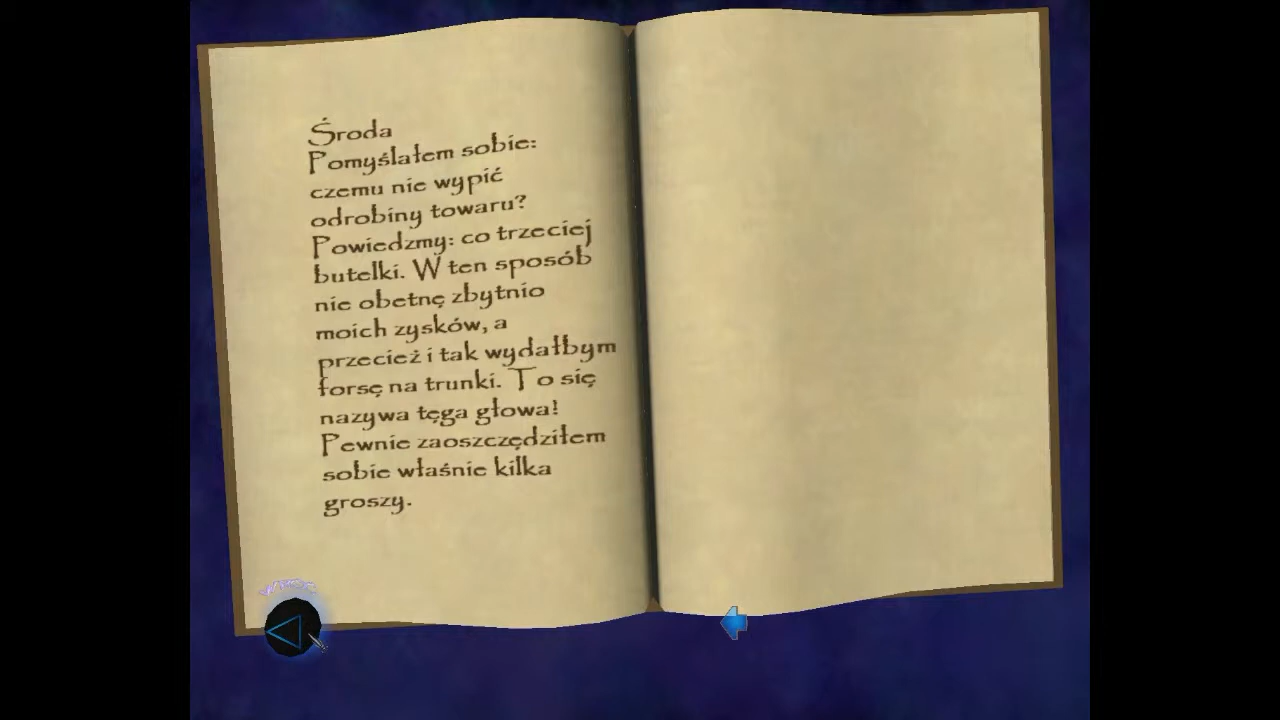 Środa
Pomyślałem sobie:
czemu nie wypić
odrobiny towaru?
Powiedzmy: co trzeciej
butelki. W ten sposób
nie obetnę zbytnio
moich zysków, a
przecież i tak wydałbym
forsę na trunki. To się
nazywa tęga głowa!
Pewnie zaoszczędziłem
sobie właśnie kilka
groszy.